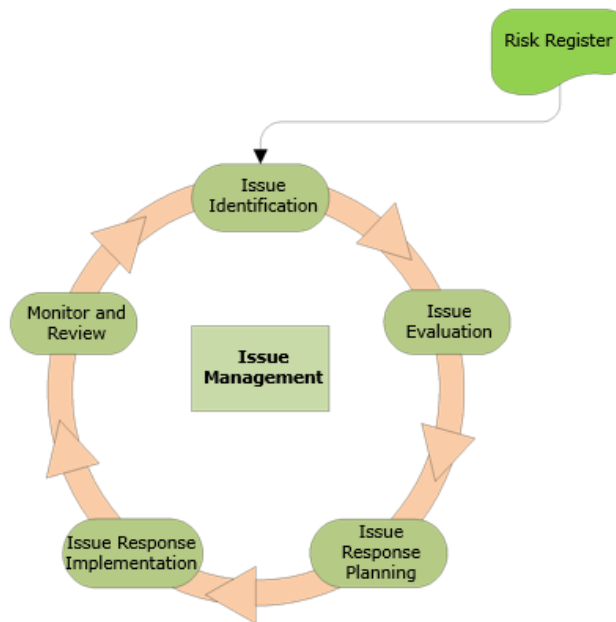 Risk Register
Issue
Identification
Issue
Evaluation
Issue
Response
Planning
Issue Response
Implementation
Monitor and
Review
Issue
Management